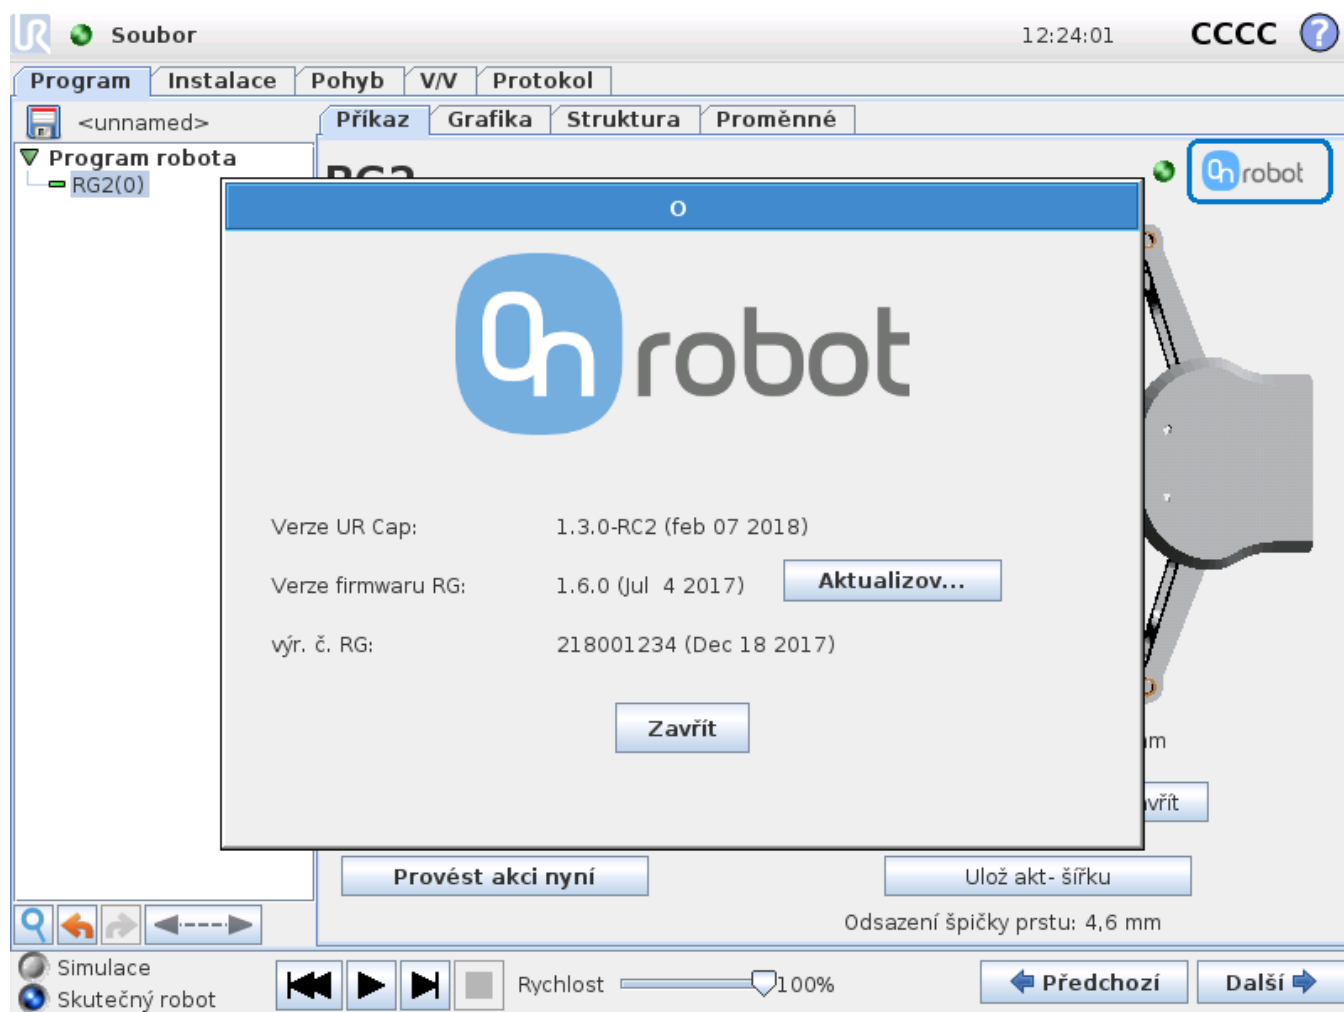 Soubor 12:24:01 CCCC ?
Program Instalace Pohyb V/V Protokol
<unnamed> Příkaz Grafika Struktura Proměnné
Program robota
RG2(0)
RG2
On robot
O
On robot
Verze UR Cap: 1.3.0-RC2 (feb 07 2018)
Verze firmwaru RG: 1.6.0 (Jul 4 2017) Aktualizov...
výr. č. RG: 218001234 (Dec 18 2017)
Zavřít
Provést akci nyní Ulož akt- šířku
Odsazení špičky prstu: 4,6 mm
Simulace
Skutečný robot
Rychlost 100% Předchozí Další